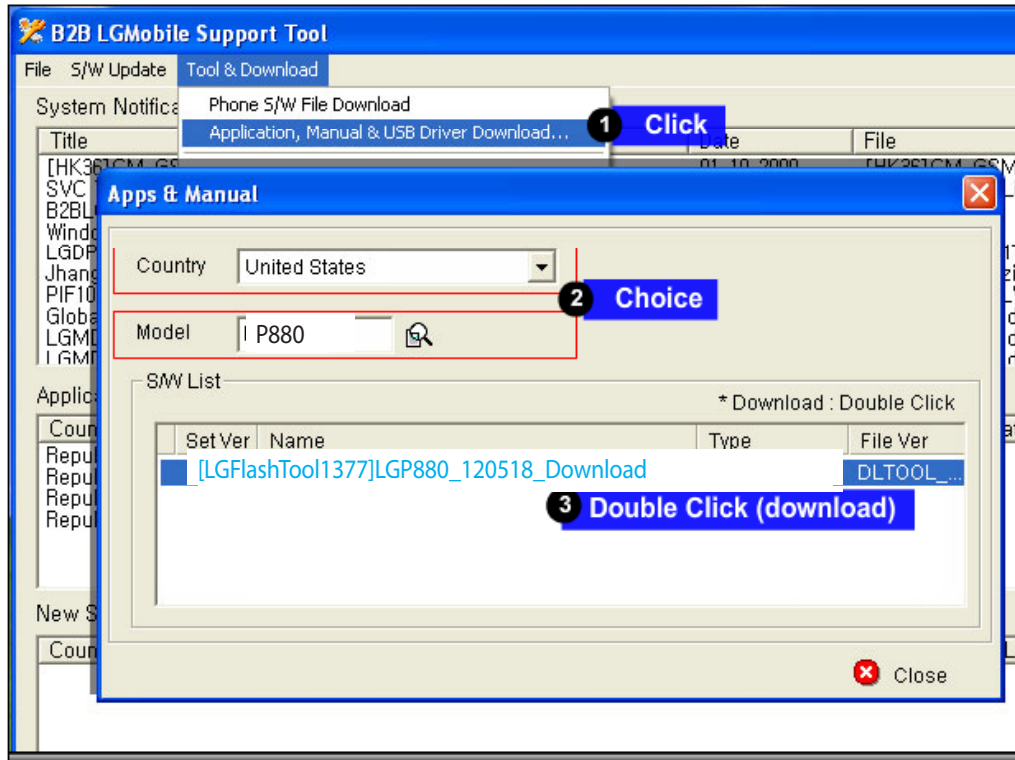 B2B LGMobile Support Tool
File S/W Update Tool & Download
System Notifica
Phone S/W File Download
Application, Manual & USB Driver Download...
1 Click
Title Date File
SVC
B2BL
Windo
LGDP
Jhang
PIF10
Globa
LGMD
Apps & Manual
Country United States
2 Choice
Model P880
S/W List
* Download : Double Click
Set Ver Name Type File Ver
[LGFlashTool1377]LGP880_120518_Download DLTOOL_...
3 Double Click (download)
Applic
Coun
Repul
Repul
Repul
Repul
New S
Coun
Close